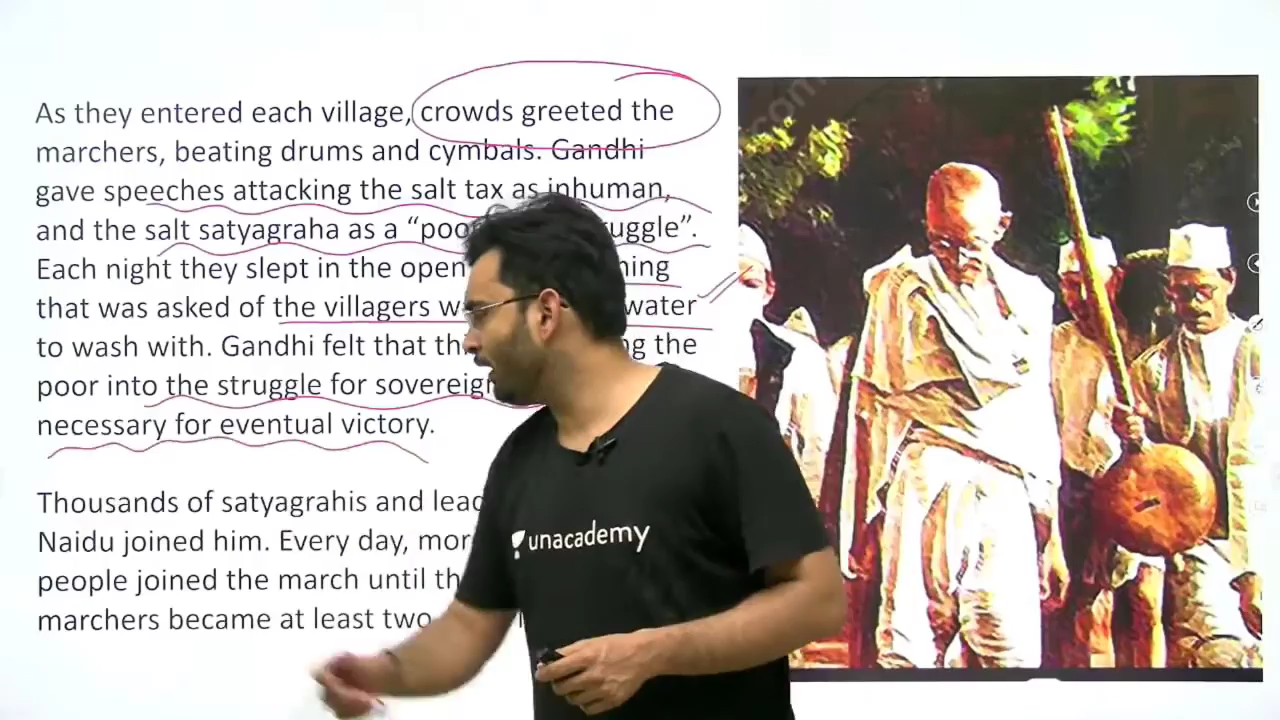 As they entered each village, crowds greeted the
marchers, beating drums and cymbals. Gandhi
gave speeches attacking the salt tax as inhuman,
and the salt satyagraha as a "poor
Each night they slept in the open
that was asked of the villagers water
to wash with. Gandhi felt that the
poor into the struggle for sovereig
necessary for eventual victory.
Thousands of satyagrahis and lead
Naidu joined him. Every day, more
people joined the march until th
marchers became at least two
unacademy